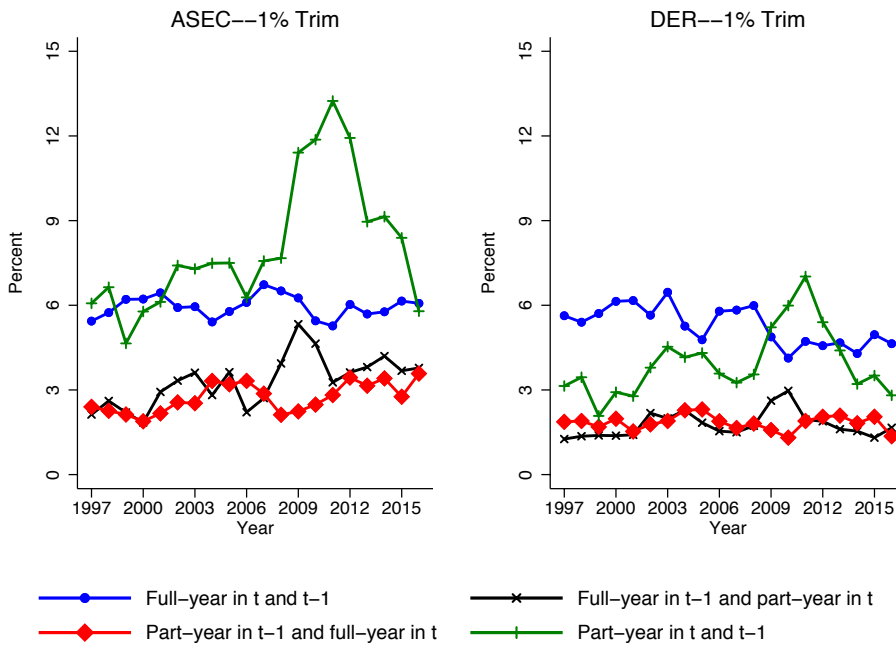 ASEC−−1% Trim
15
12
9
6
3
0
Percent
1997 2000 2003 2006 2009 2012 2015
Year
DER−−1% Trim
15
12
9
6
3
0
Percent
1997 2000 2003 2006 2009 2012 2015
Year
Full−year in t and t−1
Full−year in t−1 and part−year in t
Part−year in t−1 and full−year in t
Part−year in t and t−1